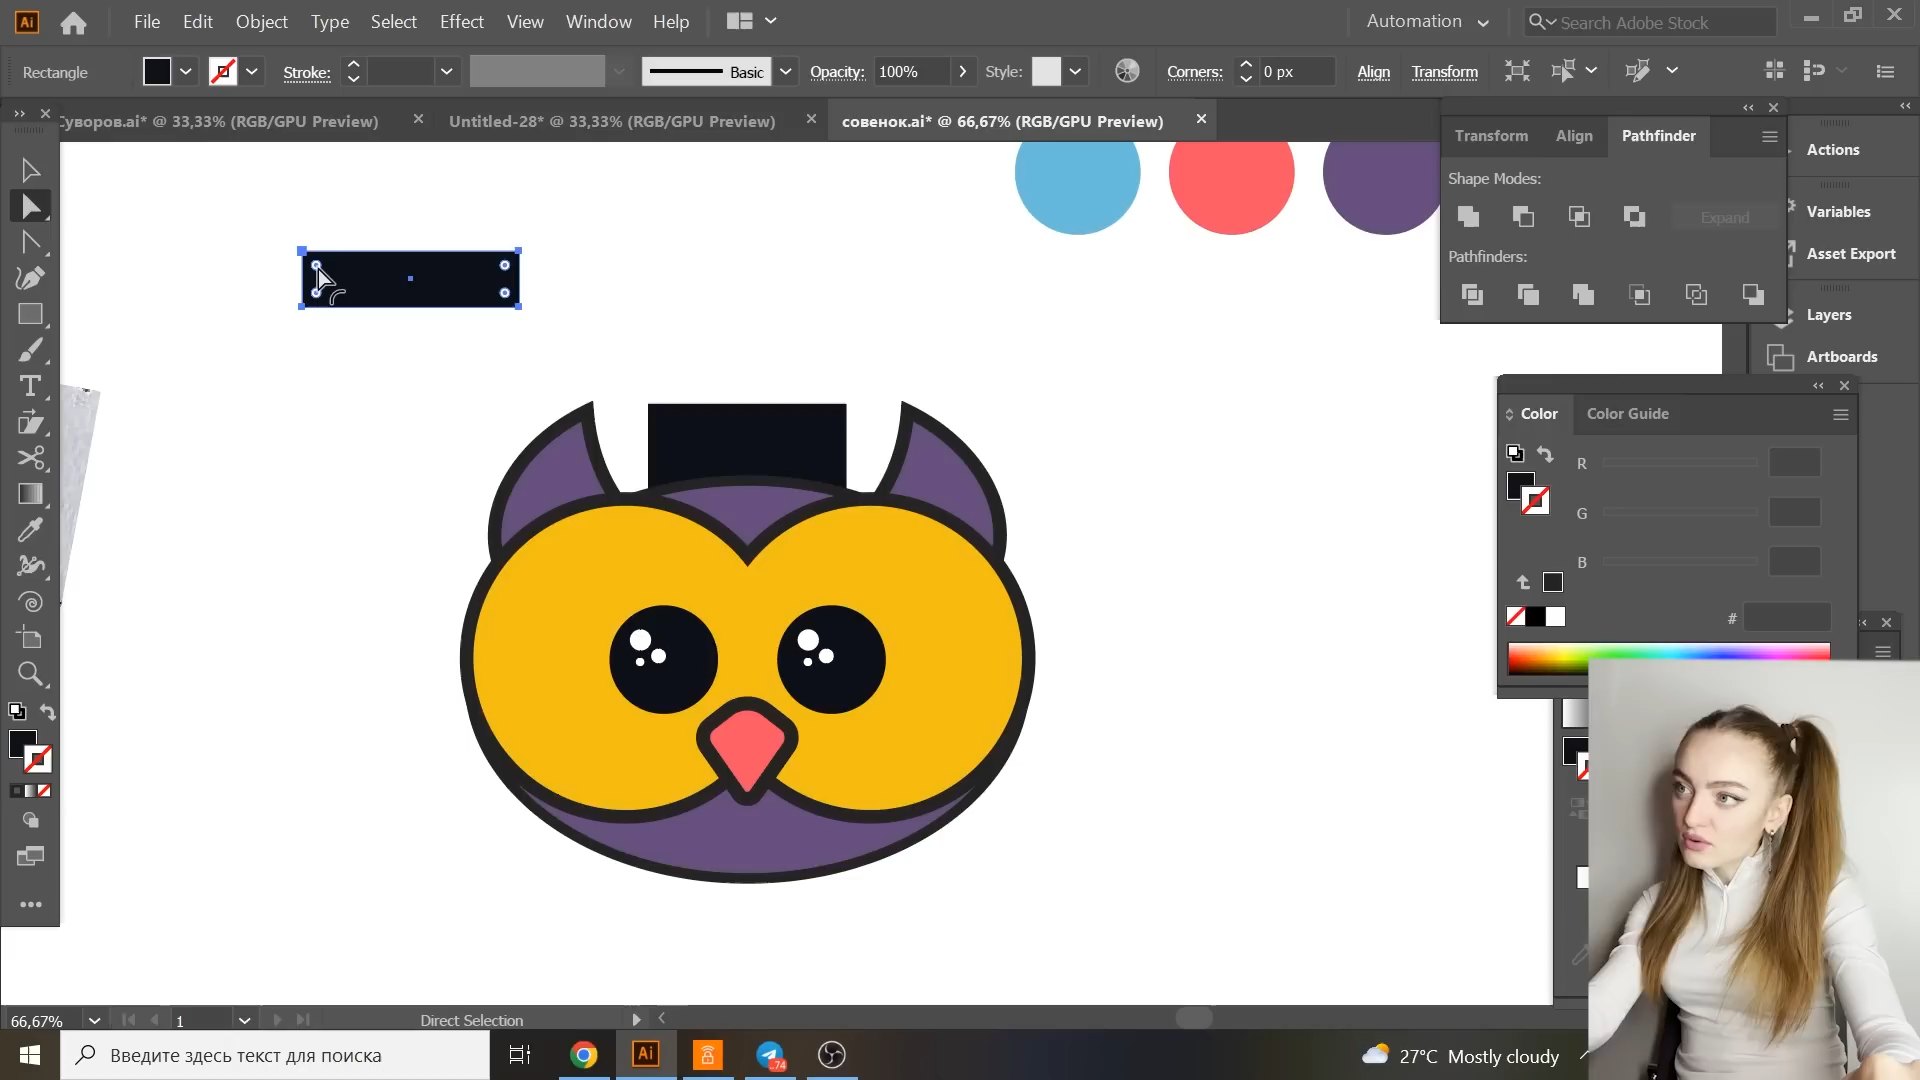 Ai File Edit Object Type Select Effect View Window Help Automation Search Adobe Stock
Rectangle Stroke: Basic Opacity: 100% Style: Corners: 0 px Align Transform
Суворов.ai* @ 33,33% (RGB/GPU Preview) Untitled-28* @ 33,33% (RGB/GPU Preview) совенок.ai* @ 66,67% (RGB/GPU Preview)
Transform Align Pathfinder
Shape Modes:
Expand
Pathfinders:
Actions
Variables
Asset Export
Layers
Artboards
Color Color Guide
R
G
B
#
66,67% 1 Direct Selection
Введите здесь текст для поиска Ai 74 27°C Mostly cloudy